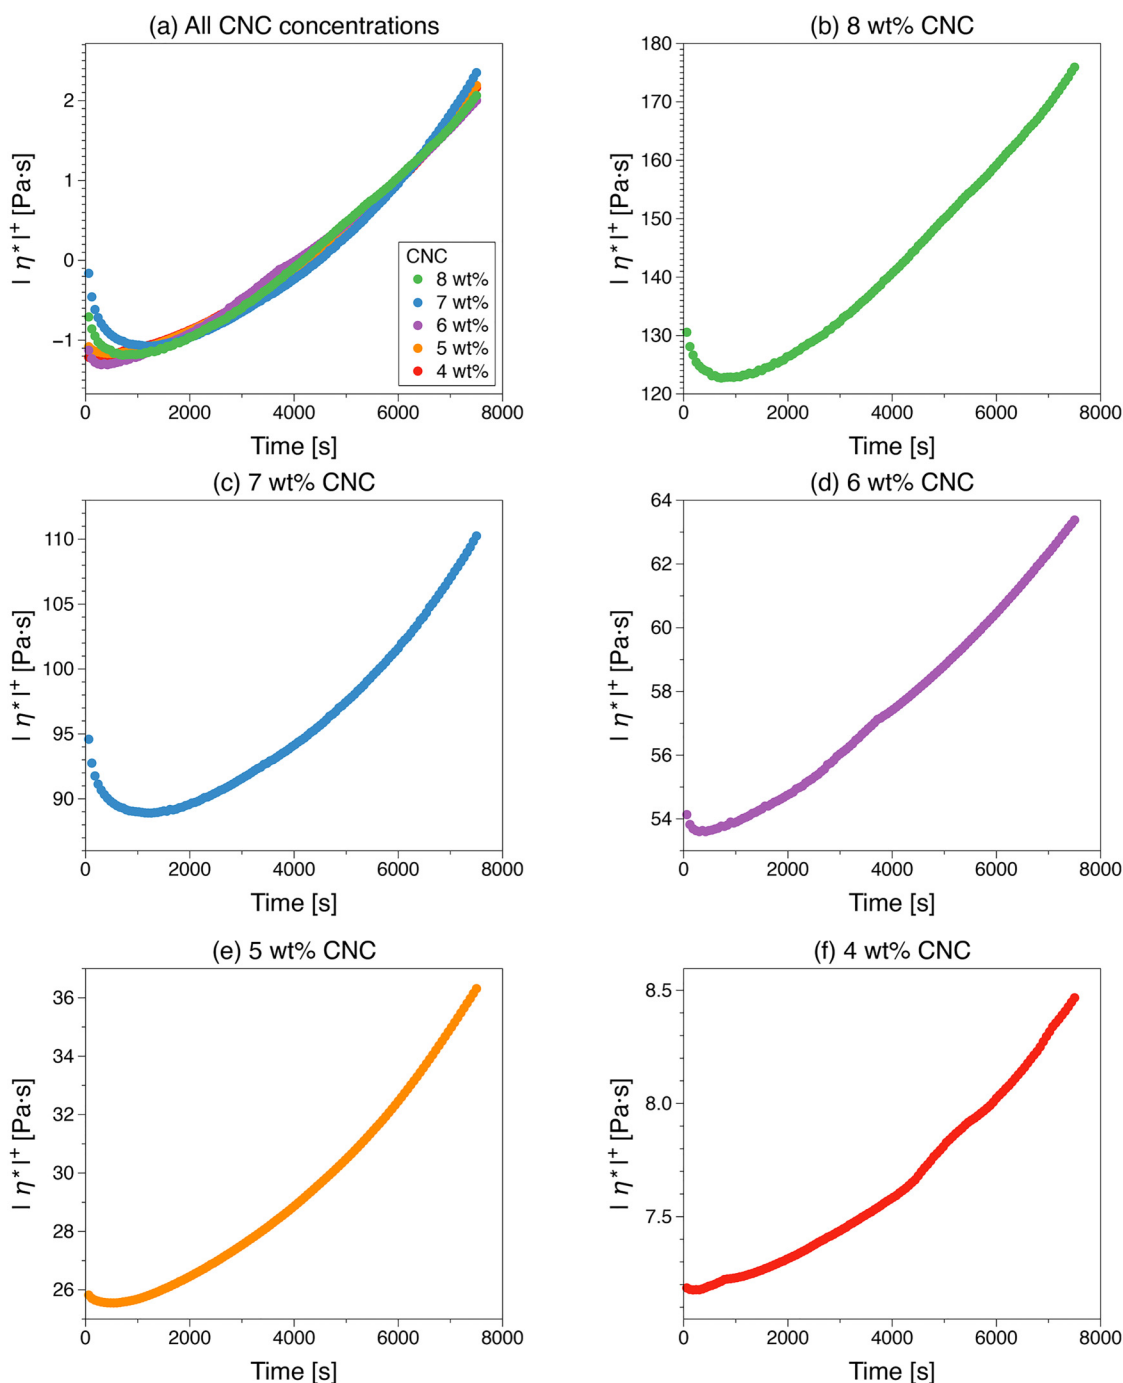 (a) All CNC concentrations
| η* |⁺ [Pa·s]
2
1
0
−1
CNC
8 wt%
7 wt%
6 wt%
5 wt%
4 wt%
0 2000 4000 6000 8000
Time [s]
(b) 8 wt% CNC
| η* |⁺ [Pa·s]
180
170
160
150
140
130
120
0 2000 4000 6000 8000
Time [s]
(c) 7 wt% CNC
| η* |⁺ [Pa·s]
110
105
100
95
90
0 2000 4000 6000 8000
Time [s]
(d) 6 wt% CNC
| η* |⁺ [Pa·s]
64
62
60
58
56
54
0 2000 4000 6000 8000
Time [s]
(e) 5 wt% CNC
| η* |⁺ [Pa·s]
36
34
32
30
28
26
0 2000 4000 6000 8000
Time [s]
(f) 4 wt% CNC
| η* |⁺ [Pa·s]
8.5
8.0
7.5
0 2000 4000 6000 8000
Time [s]